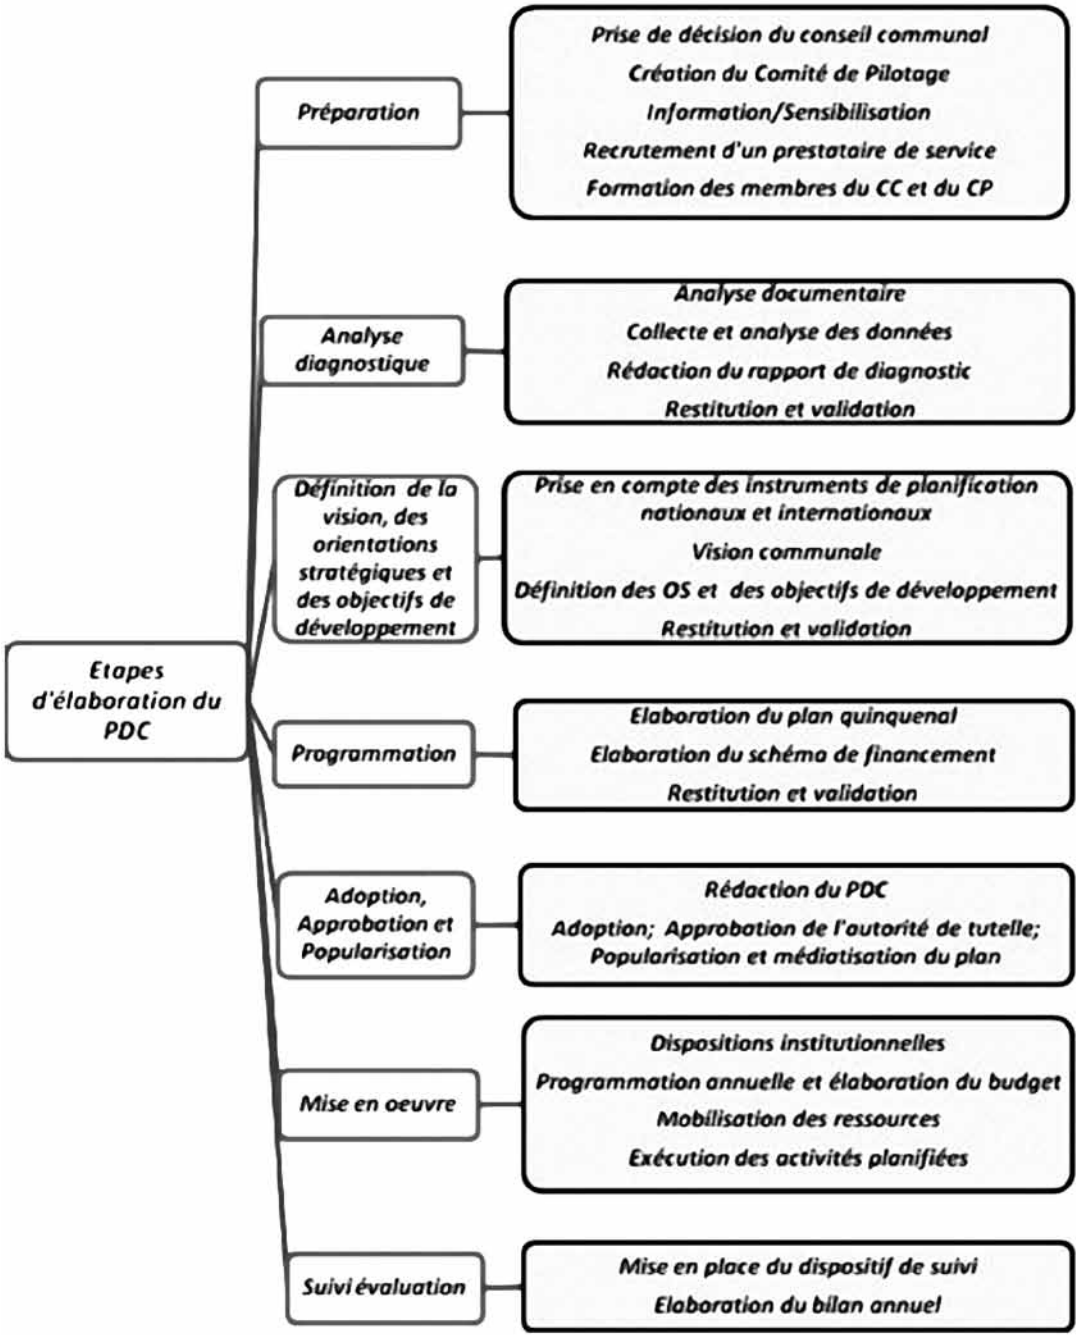 Etapes
d'élaboration du
PDC
Préparation
Prise de décision du conseil communal
Création du Comité de Pilotage
Information/Sensibilisation
Recrutement d'un prestataire de service
Formation des membres du CC et du CP
Analyse
diagnostique
Analyse documentaire
Collecte et analyse des données
Rédaction du rapport de diagnostic
Restitution et validation
Définition de la
vision, des
orientations
stratégiques et
des objectifs de
développement
Prise en compte des instruments de planification
nationaux et internationaux
Vision communale
Définition des OS et des objectifs de développement
Restitution et validation
Programmation
Elaboration du plan quinquenal
Elaboration du schéma de financement
Restitution et validation
Adoption,
Approbation et
Popularisation
Rédaction du PDC
Adoption; Approbation de l'autorité de tutelle;
Popularisation et médiatisation du plan
Mise en oeuvre
Dispositions institutionnelles
Programmation annuelle et élaboration du budget
Mobilisation des ressources
Exécution des activités planifiées
Suivi évaluation
Mise en place du dispositif de suivi
Elaboration du bilan annuel